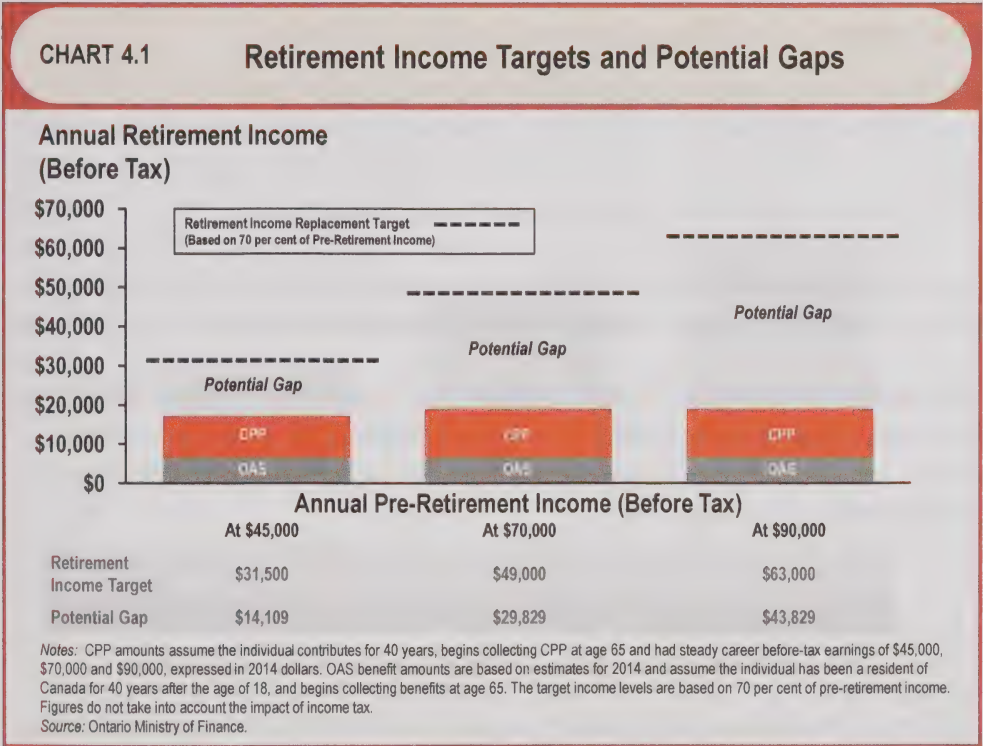 CHART 4.1 Retirement Income Targets and Potential Gaps
Annual Retirement Income
(Before Tax)
$70,000
Retirement Income Replacement Target
(Based on 70 per cent of Pre-Retirement Income)
$60,000
$50,000
$40,000
Potential Gap
Potential Gap
$30,000
Potential Gap
$20,000
CPP CPP CPP
$10,000
OAS OAS OAS
$0
Annual Pre-Retirement Income (Before Tax)
At $45,000 At $70,000 At $90,000
Retirement
Income Target $31,500 $49,000 $63,000
Potential Gap $14,109 $29,829 $43,829
Notes: CPP amounts assume the individual contributes for 40 years, begins collecting CPP at age 65 and had steady career before-tax earnings of $45,000,
$70,000 and $90,000, expressed in 2014 dollars. OAS benefit amounts are based on estimates for 2014 and assume the individual has been a resident of
Canada for 40 years after the age of 18, and begins collecting benefits at age 65. The target income levels are based on 70 per cent of pre-retirement income.
Figures do not take into account the impact of income tax.
Source: Ontario Ministry of Finance.